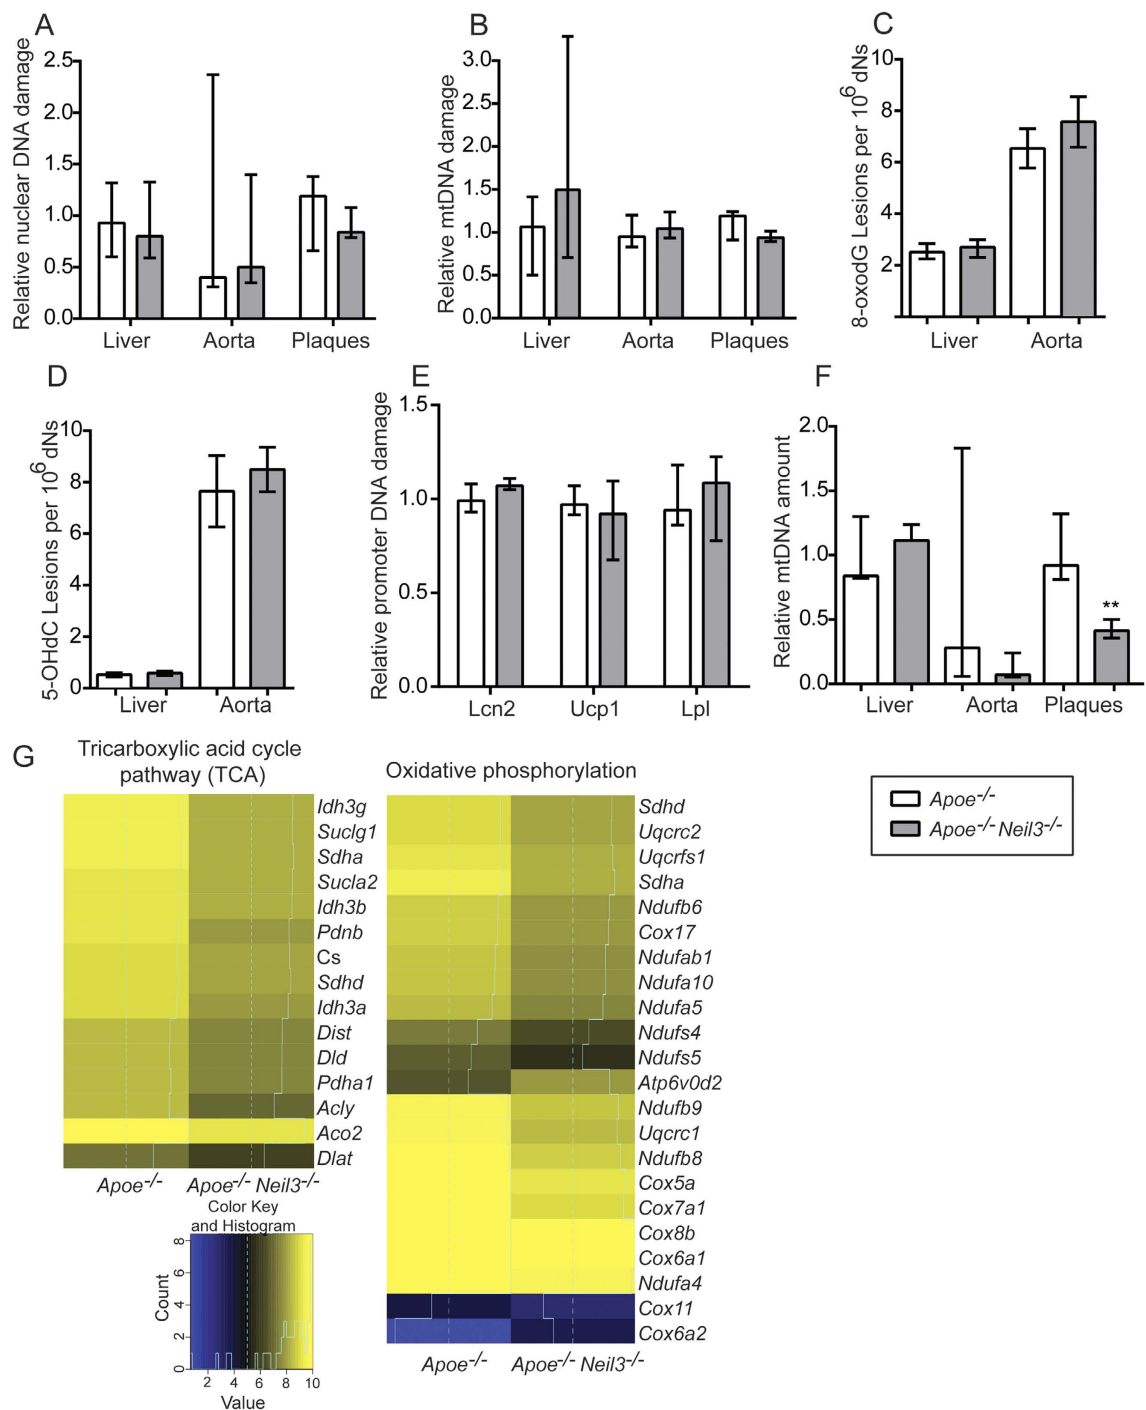 A
Relative nuclear DNA damage
2.5
2.0
1.5
1.0
0.5
0.0
Liver Aorta Plaques
B
Relative mtDNA damage
3.0
2.5
2.0
1.5
1.0
0.5
0.0
Liver Aorta Plaques
C
8-oxodG Lesions per 10^6 dNs
10
8
6
4
2
Liver Aorta
D
5-OHdC Lesions per 10^6 dNs
10
8
6
4
2
0
Liver Aorta
E
Relative promoter DNA damage
1.5
1.0
0.5
0.0
Lcn2 Ucp1 Lpl
F
Relative mtDNA amount
2.0
1.5
1.0
0.5
0.0
**
Liver Aorta Plaques
Apoe-/-
Apoe-/- Neil3-/-
G
Tricarboxylic acid cycle
pathway (TCA)
Idh3g
Suclg1
Sdha
Sucla2
Idh3b
Pdnb
Cs
Sdhd
Idh3a
Dist
Dld
Pdha1
Acly
Aco2
Dlat
Apoe-/- Apoe-/- Neil3-/-
Color Key
and Histogram
Count
8
6
4
2
0
2 4 6 8 10
Value
Oxidative phosphorylation
Sdhd
Uqcrc2
Uqcrfs1
Sdha
Ndufb6
Cox17
Ndufab1
Ndufa10
Ndufa5
Ndufs4
Ndufs5
Atp6v0d2
Ndufb9
Uqcrc1
Ndufb8
Cox5a
Cox7a1
Cox8b
Cox6a1
Ndufa4
Cox11
Cox6a2
Apoe-/- Apoe-/- Neil3-/-